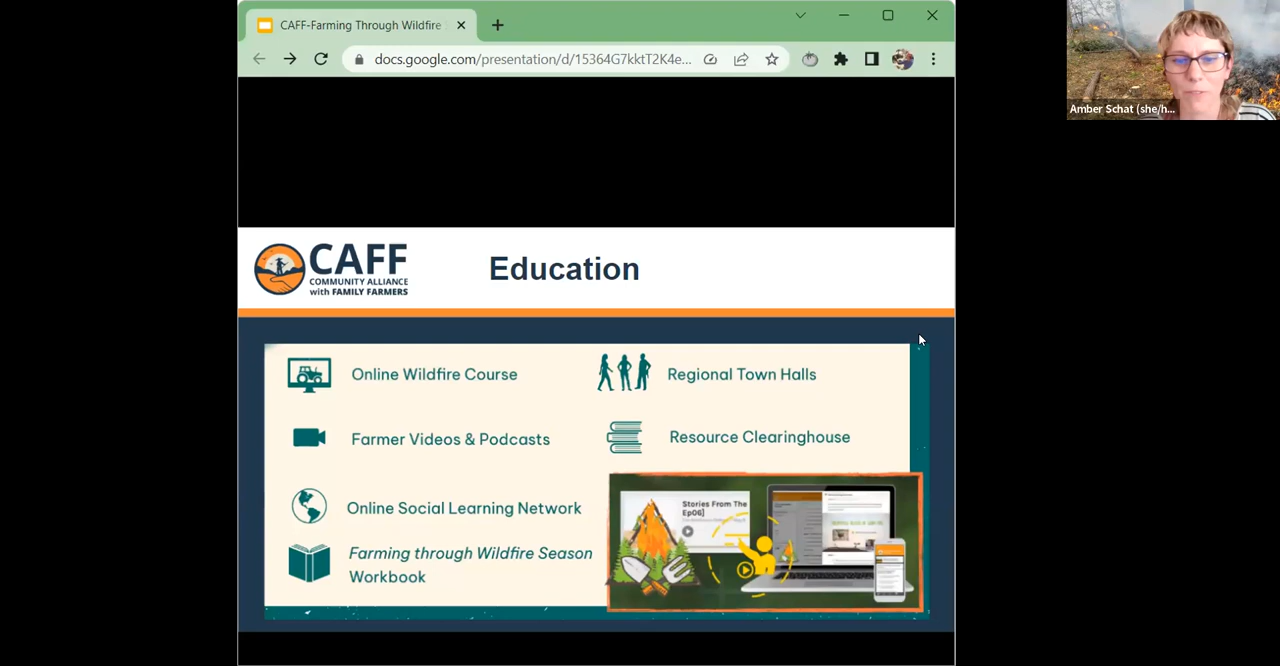 CAFF-Farming Through Wildfire
docs.google.com/presentation/d/15364G7kktT2K4e...
Amber Schat (she/h...
CAFF
COMMUNITY ALLIANCE
with FAMILY FARMERS
Education
Online Wildfire Course
Regional Town Halls
Farmer Videos & Podcasts
Resource Clearinghouse
Online Social Learning Network
Farming through Wildfire Season
Workbook
Stories From The
Ep06]